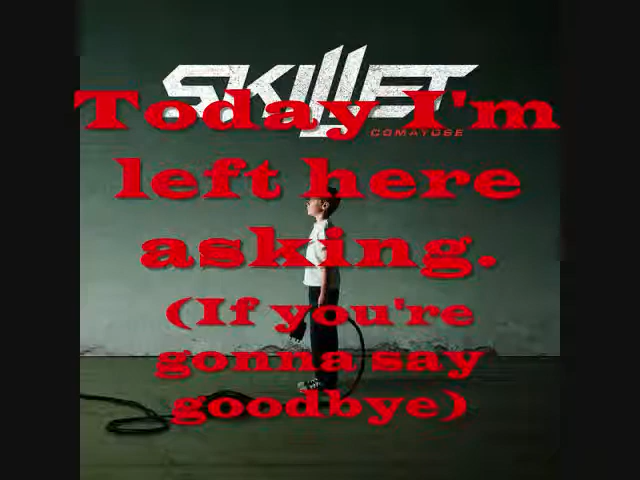 SKILLET
COMATOSE
Today I'm
left here
asking.
(If you're
gonna say
goodbye)